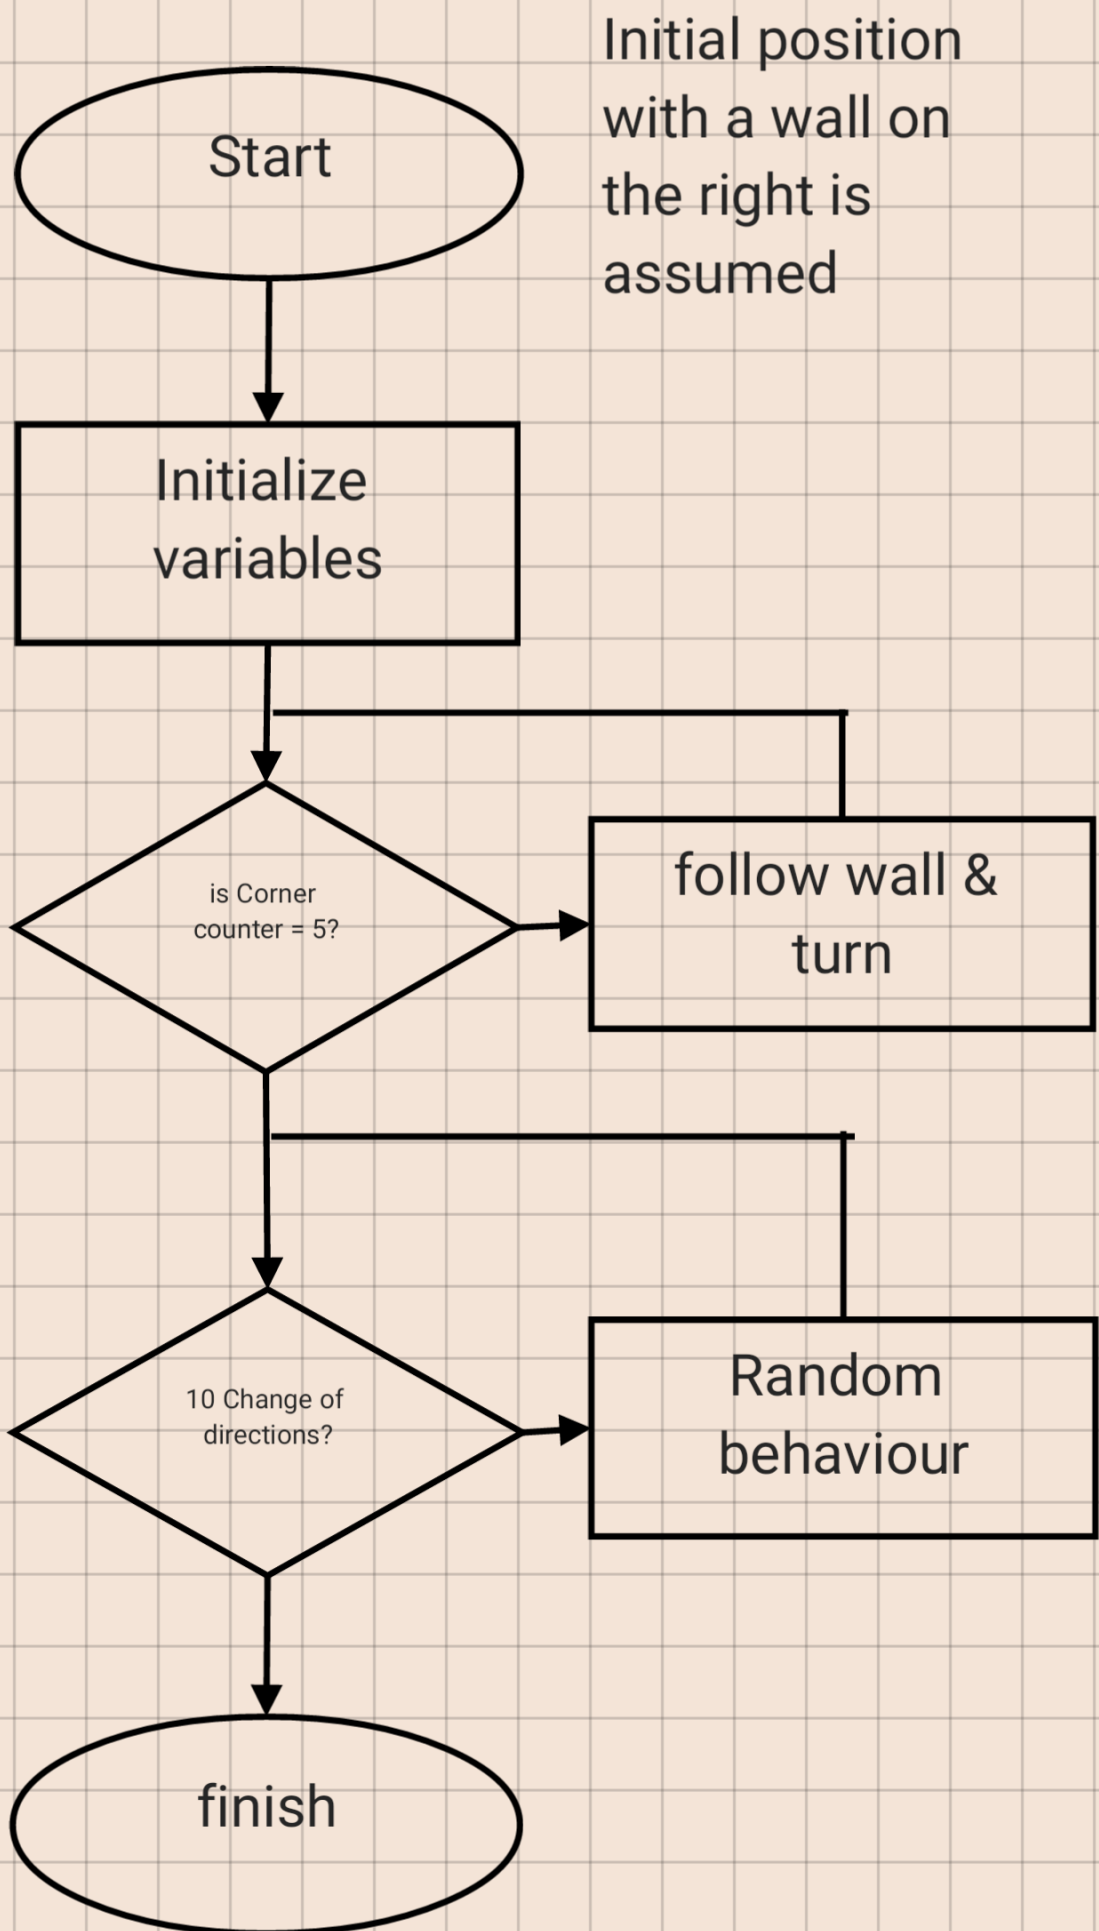 Initial position
with a wall on
the right is
assumed
Start
Initialize
variables
is Corner
counter = 5?
follow wall &
turn
10 Change of
directions?
Random
behaviour
finish